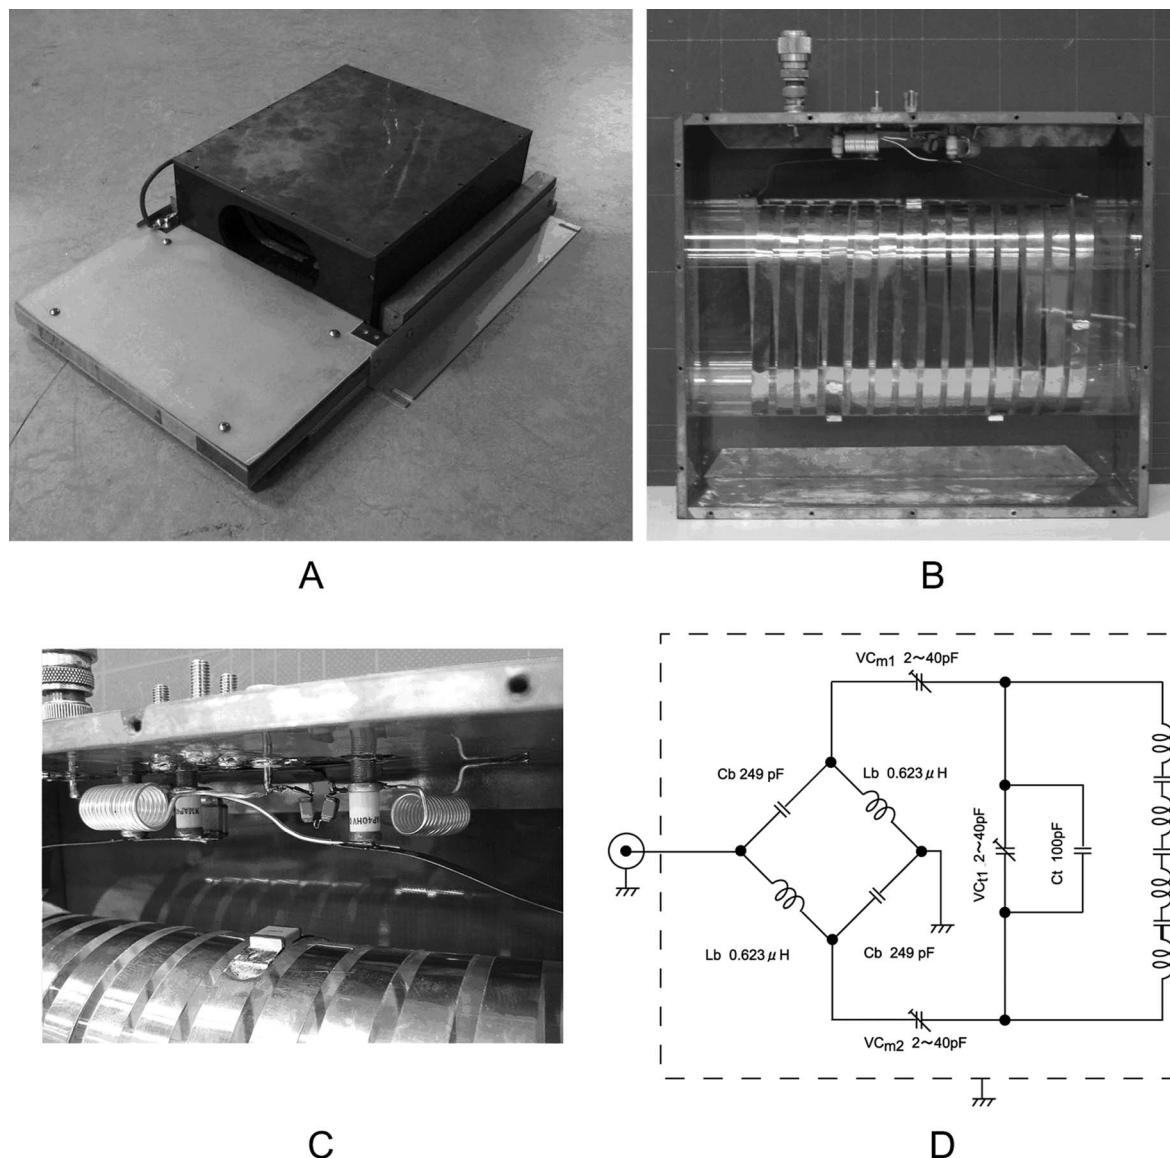 A
B
VCm1 2~40pF
Cb 249 pF
Lb 0.623 μH
VCt1 2~40pF
Ct 100pF
Lb 0.623 μH
Cb 249 pF
VCm2 2~40pF
C
D